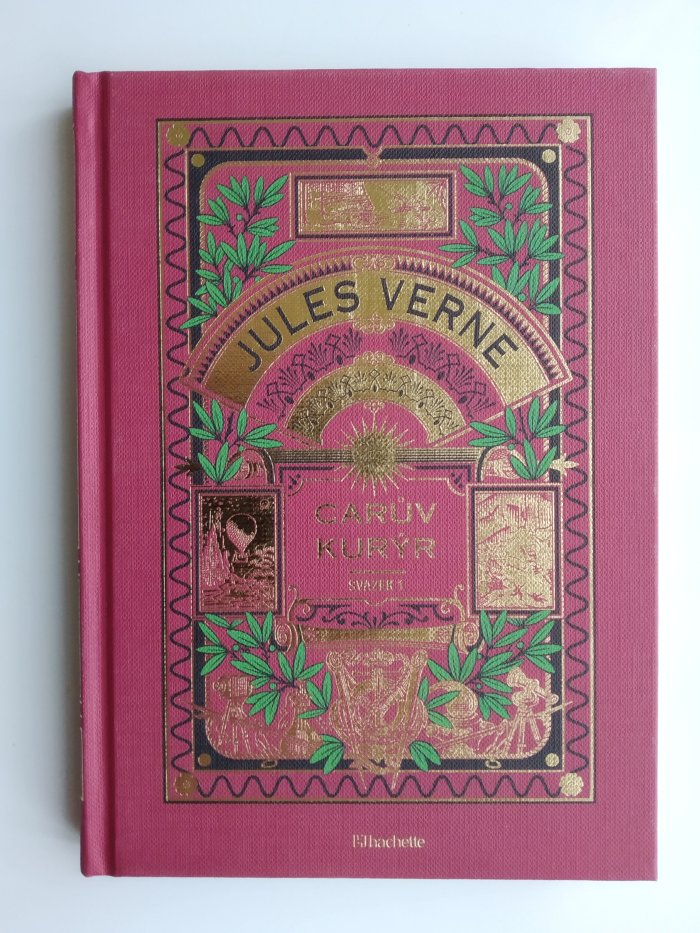 JULES VERNE
CARŮV
KURÝR
SVAZEK 1
hachette